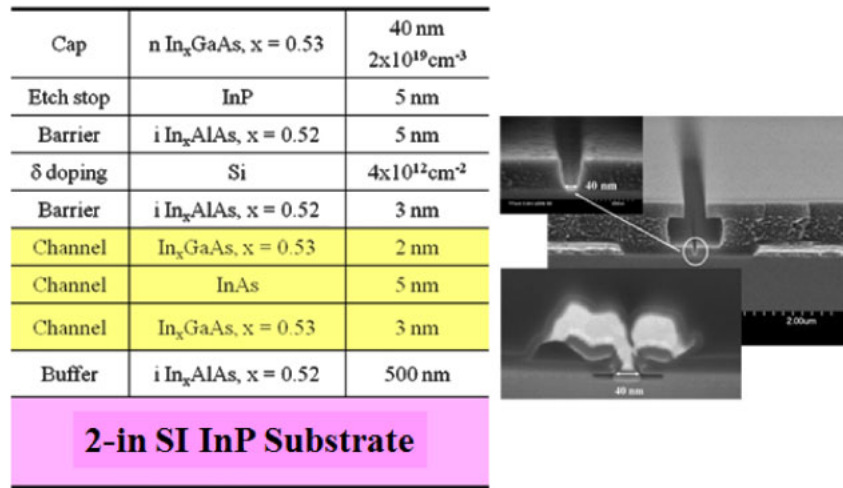 Cap n InₓGaAs, x = 0.53 40 nm
2x10¹⁹cm⁻³
Etch stop InP 5 nm
Barrier i InₓAlAs, x = 0.52 5 nm
δ doping Si 4x10¹²cm⁻²
Barrier i InₓAlAs, x = 0.52 3 nm
Channel InₓGaAs, x = 0.53 2 nm
Channel InAs 5 nm
Channel InₓGaAs, x = 0.53 3 nm
Buffer i InₓAlAs, x = 0.52 500 nm
2-in SI InP Substrate
40 nm
2.00um
40 nm